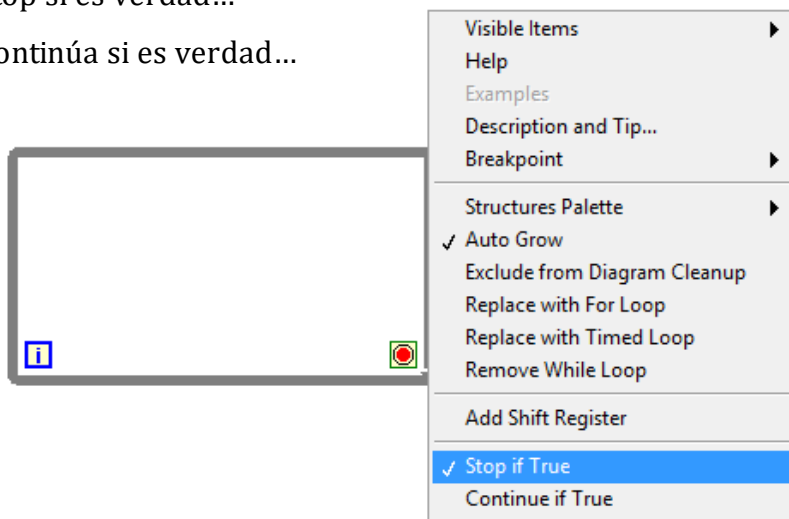 si es verdad...
si es verdad...
Visible Items
Help
Examples
Description and Tip...
Breakpoint
Structures Palette
Auto Grow
Exclude from Diagram Cleanup
Replace with For Loop
Replace with Timed Loop
Remove While Loop
Add Shift Register
Stop if True
Continue if True
i